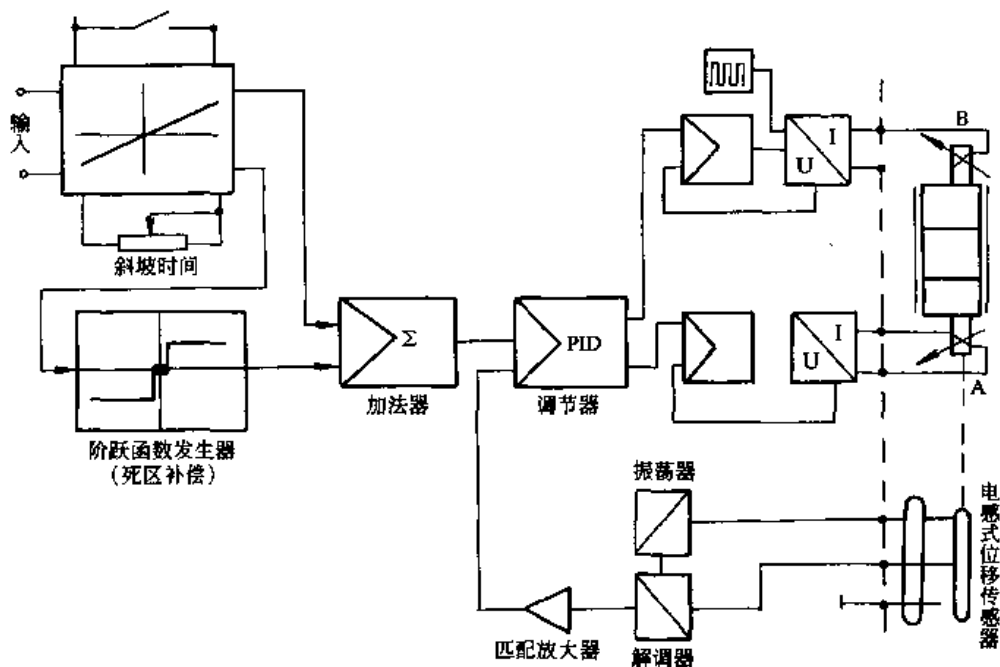 输入
斜坡时间
阶跃函数发生器
(死区补偿)
Σ
加法器
PID
调节器
I
U
B
I
U
A
振荡器
解调器
匹配放大器
电感式位移传感器